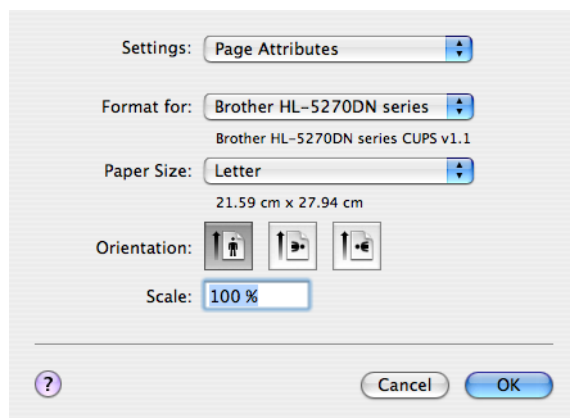 Settings: Page Attributes
Format for: Brother HL-5270DN series
Brother HL-5270DN series CUPS v1.1
Paper Size: Letter
21.59 cm x 27.94 cm
Orientation:
Scale: 100 %
? Cancel OK